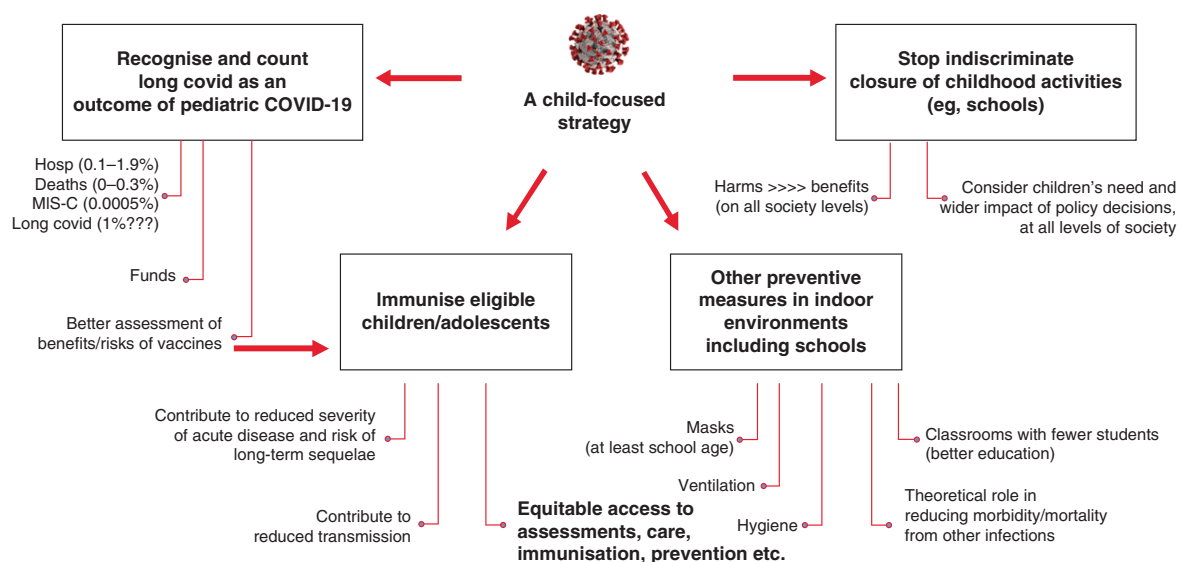 Recognise and count
long covid as an
outcome of pediatric COVID-19
A child-focused
strategy
Stop indiscriminate
closure of childhood activities
(eg, schools)
Hosp (0.1–1.9%)
Deaths (0–0.3%)
MIS-C (0.0005%)
Long covid (1%???)
Funds
Better assessment of
benefits/risks of vaccines
Harms >>>> benefits
(on all society levels)
Consider children's need and
wider impact of policy decisions,
at all levels of society
Immunise eligible
children/adolescents
Other preventive
measures in indoor
environments
including schools
Contribute to reduced severity
of acute disease and risk of
long-term sequelae
Contribute to
reduced transmission
Equitable access to
assessments, care,
immunisation, prevention etc.
Masks
(at least school age)
Ventilation
Hygiene
Classrooms with fewer students
(better education)
Theoretical role in
reducing morbidity/mortality
from other infections